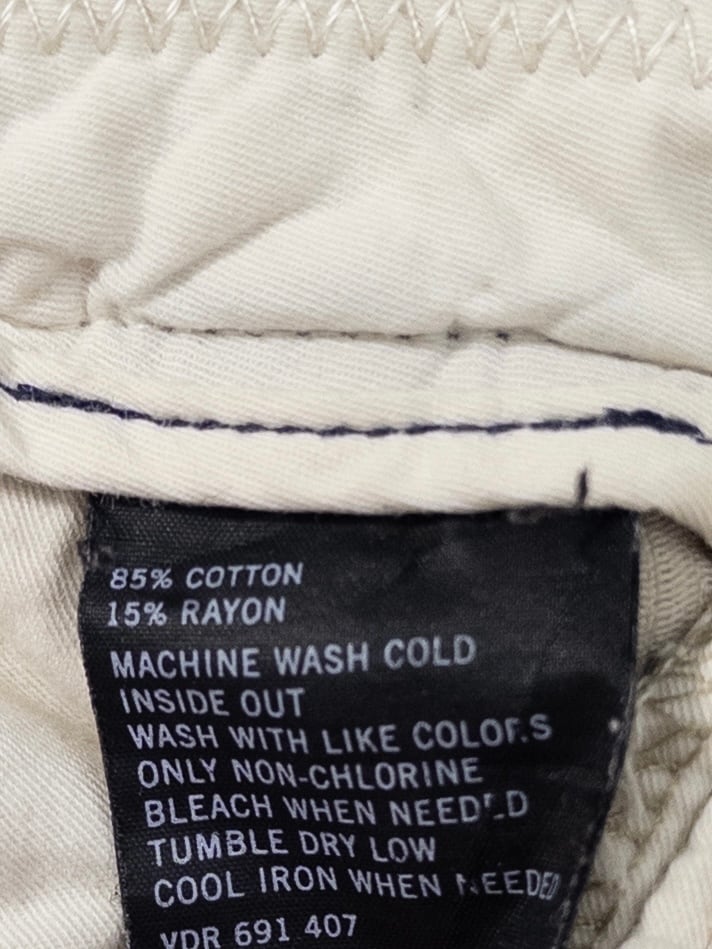 85% COTTON
15% RAYON
MACHINE WASH COLD
INSIDE OUT
WASH WITH LIKE COLORS
ONLY NON-CHLORINE
BLEACH WHEN NEEDED
TUMBLE DRY LOW
COOL IRON WHEN NEEDED
VDR 691 407